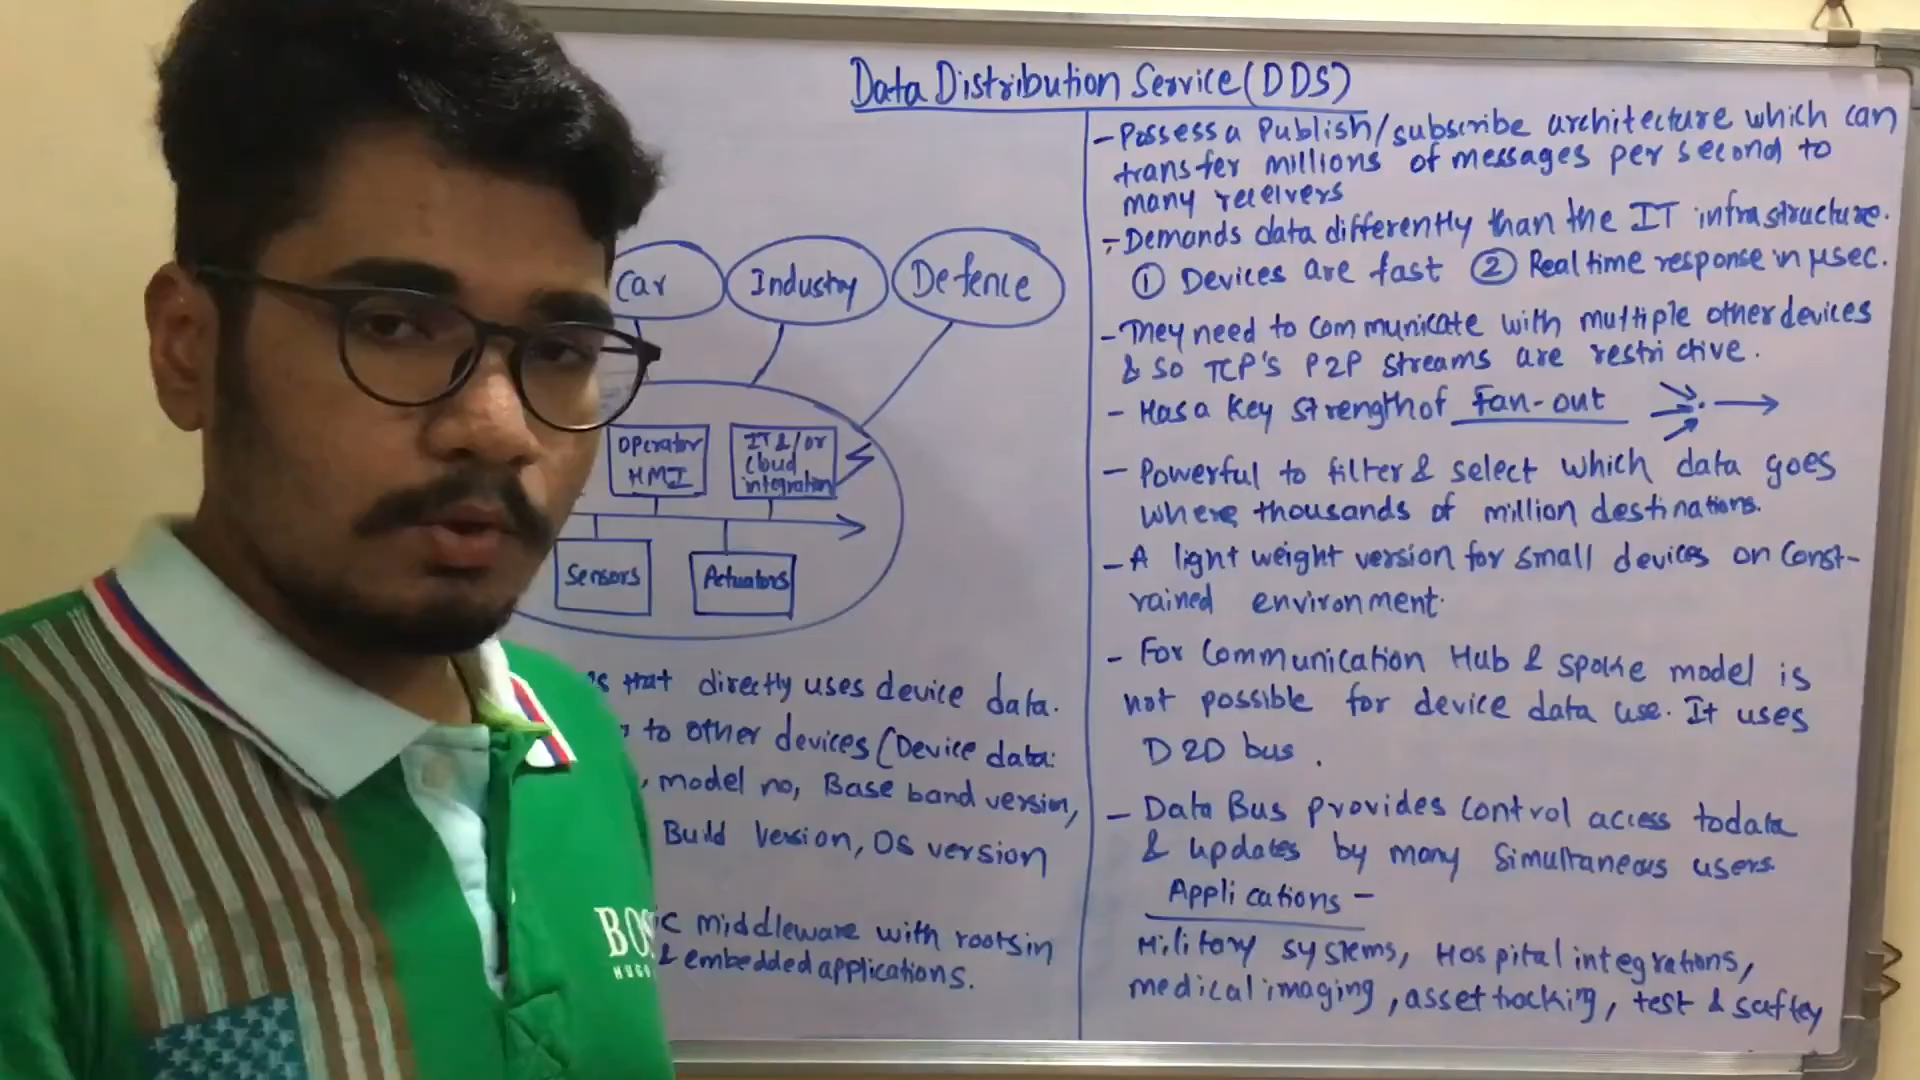 Data Distribution Service (DDS)
Car
Industry
Defence
Operator
HMI
IT &/or
cloud
integration
Sensors
Actuators
that directly uses device data.
to other devices (Device data:
, model no, Base band version,
Build Version, OS version
ic middleware with roots in
& embedded applications.
- Possess a Publish/subscribe architecture which can
transfer millions of messages per second to
many receivers
- Demands data differently than the IT infrastructure.
① Devices are fast ② Real time response in μsec.
- They need to communicate with multiple other devices
& so TCP's P2P streams are restrictive.
- Has a key strength of Fan-out
- Powerful to filter & select which data goes
where, thousands of million destinations.
- A light weight version for small devices on const-
rained environment.
- For Communication Hub & spoke model is
not possible for device data use. It uses
D2D bus.
- Data Bus provides control access to data
& updates by many simultaneous users.
Applications -
Military systems, Hospital integrations,
medical imaging, asset tracking, test & saftey
BOS
HUGO